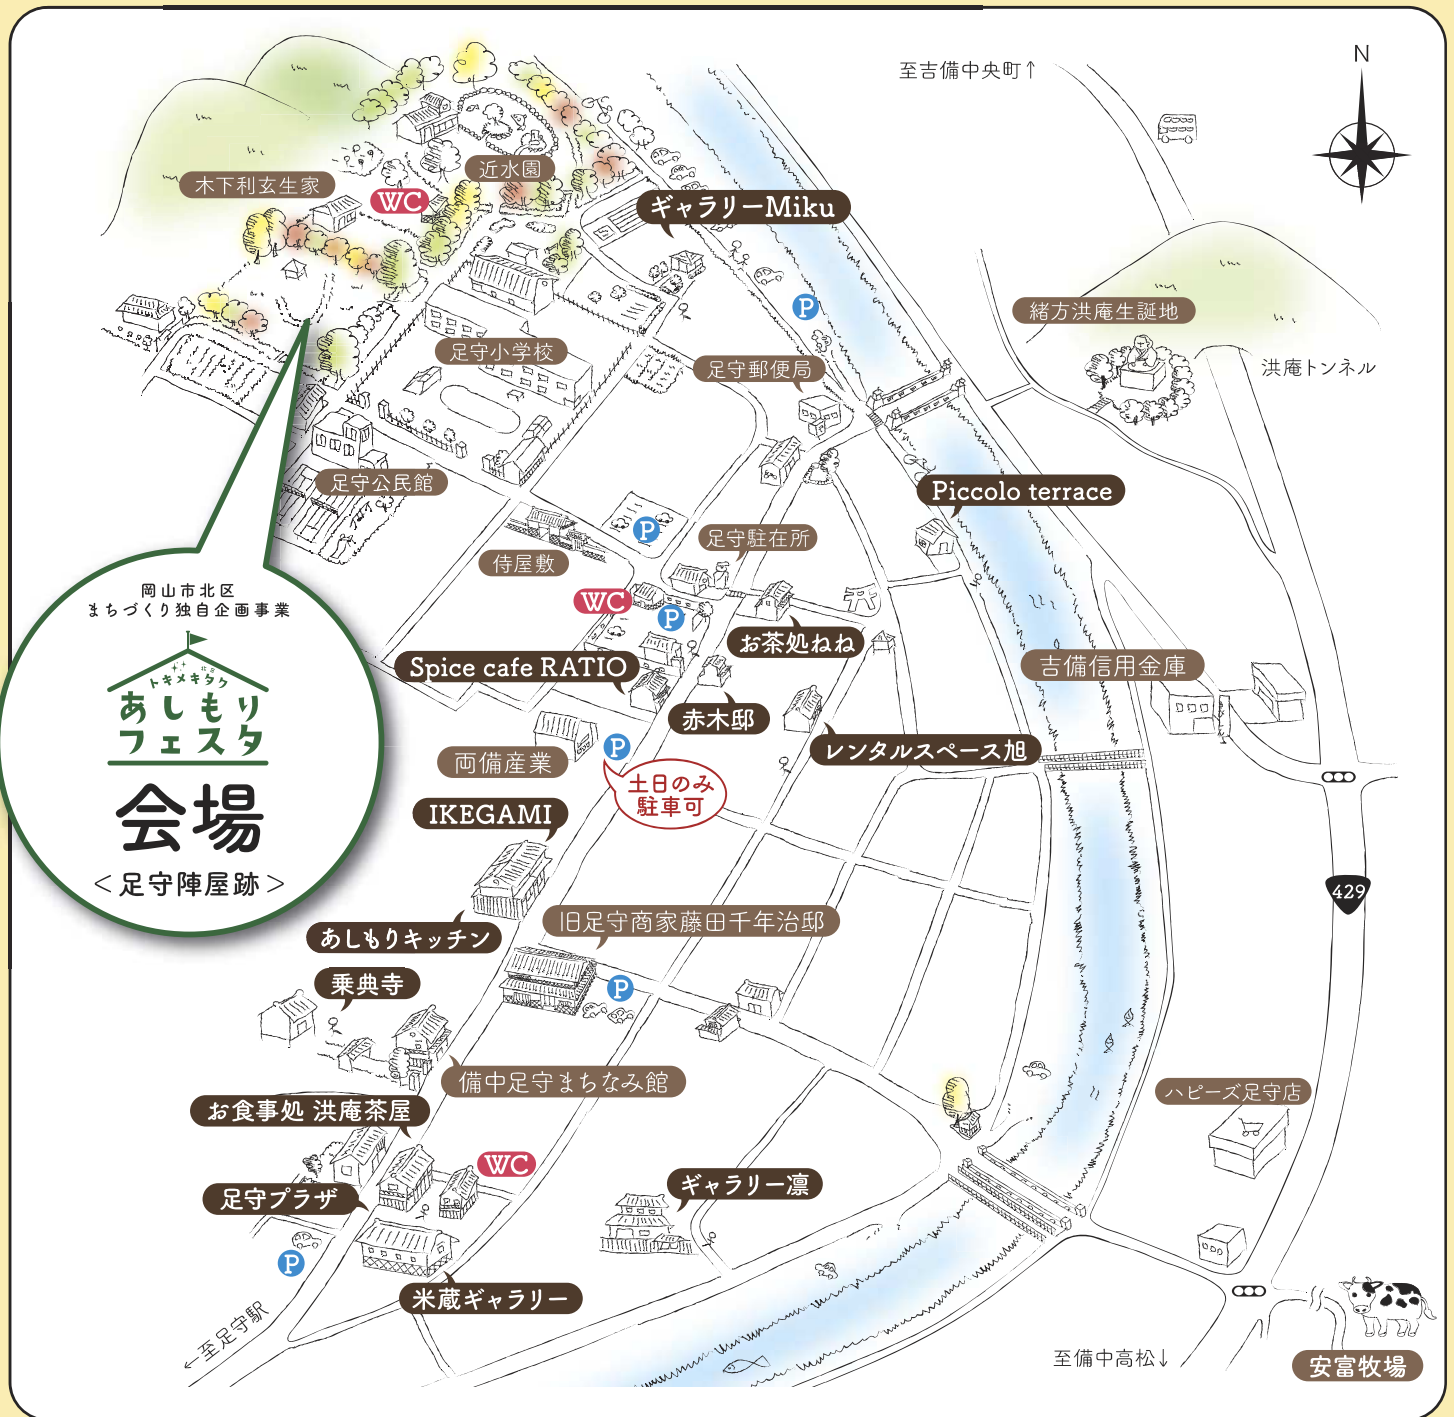 至吉備中央町↑
N
木下利玄生家
WC
近水園
ギャラリーMiku
P
緒方洪庵生誕地
洪庵トンネル
足守小学校
足守郵便局
足守公民館
Piccolo terrace
P
足守駐在所
侍屋敷
WC
P
お茶処ねね
岡山市北区
まちづくり独自企画事業
北区
トキメキタク
あしもり
フェスタ
会場
<足守陣屋跡>
Spice cafe RATIO
吉備信用金庫
赤木邸
レンタルスペース旭
両備産業
P
土日のみ
駐車可
IKEGAMI
429
あしもりキッチン
旧足守商家藤田千年治邸
乗典寺
P
備中足守まちなみ館
ハピーズ足守店
お食事処 洪庵茶屋
WC
足守プラザ
ギャラリー凛
P
米蔵ギャラリー
←至足守駅
至備中高松↓
安富牧場